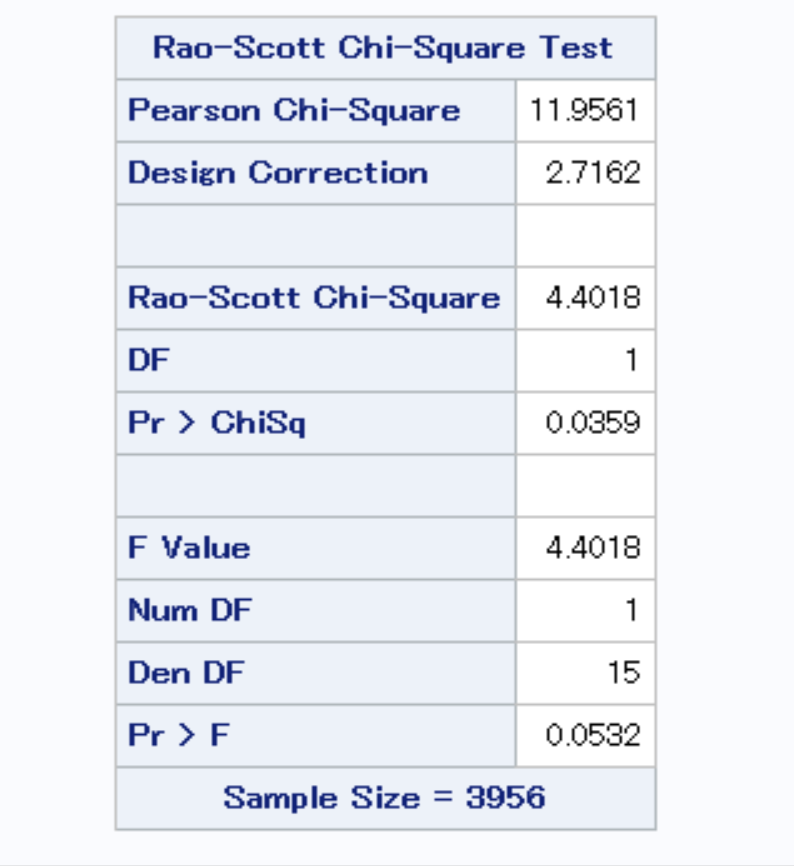 Rao-Scott Chi-Square Test
Pearson Chi-Square 11.9561
Design Correction 2.7162
Rao-Scott Chi-Square 4.4018
DF 1
Pr > ChiSq 0.0359
F Value 4.4018
Num DF 1
Den DF 15
Pr > F 0.0532
Sample Size = 3956